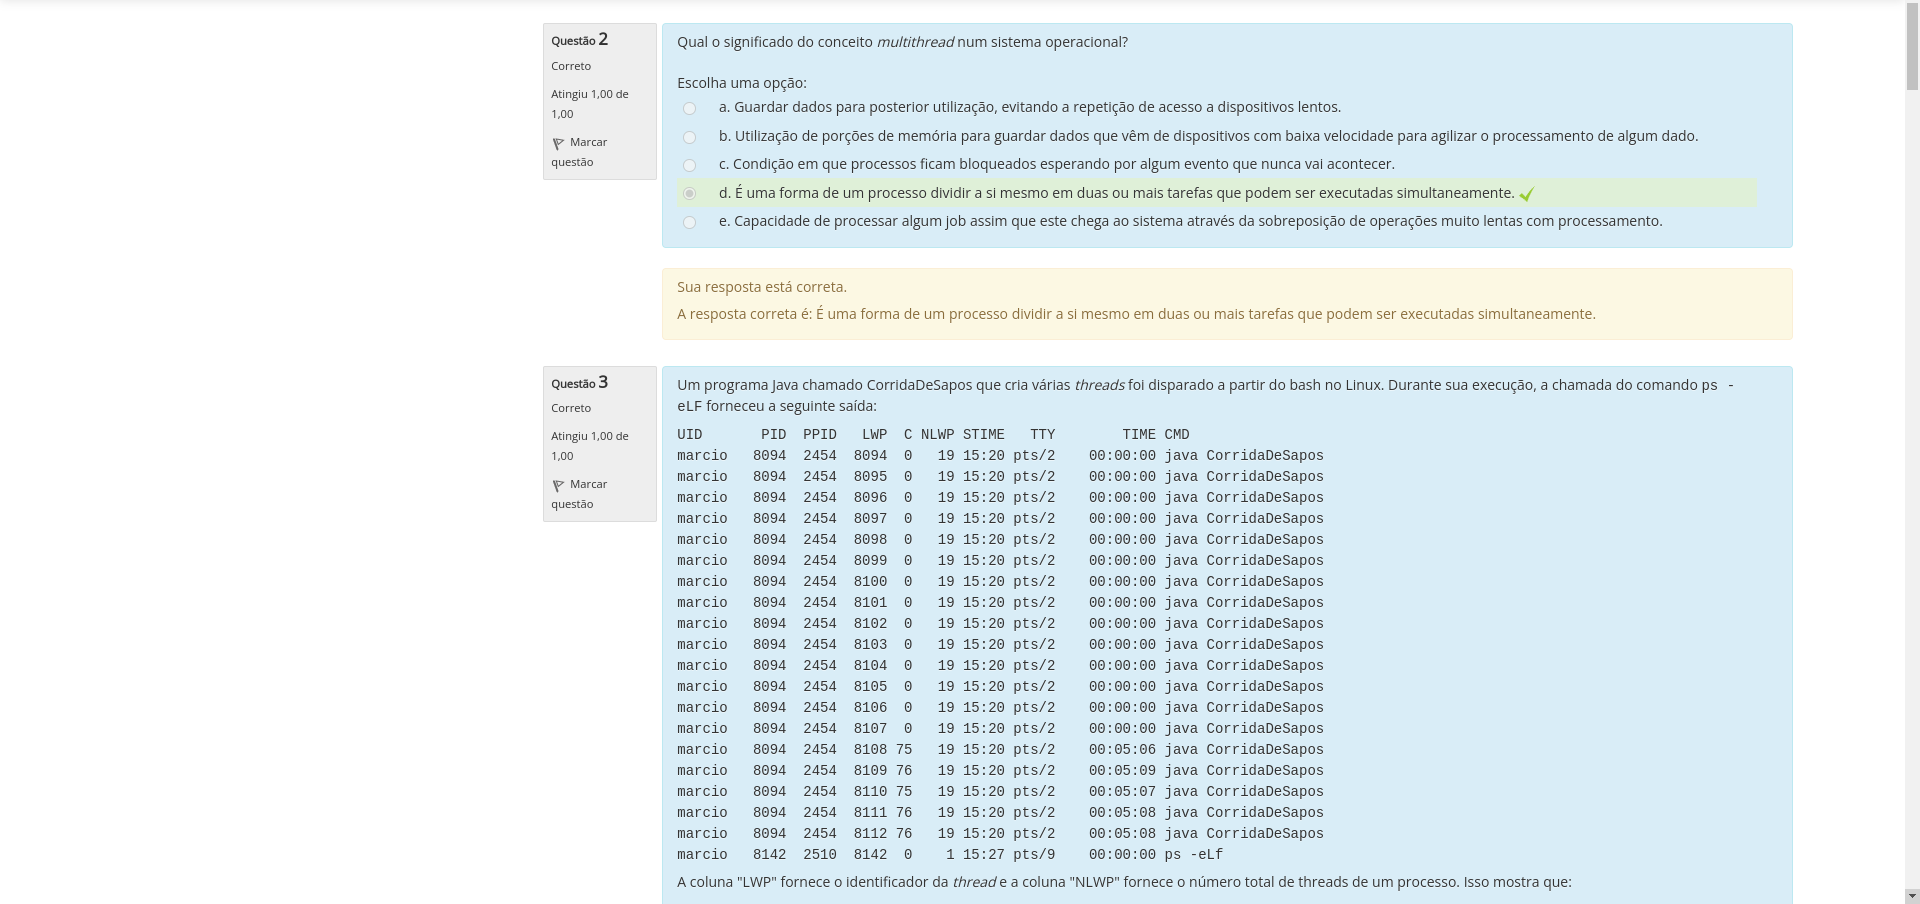 Questão 2
Correto
Atingiu 1,00 de
1,00
Marcar
questão
Qual o significado do conceito multithread num sistema operacional?
Escolha uma opção:
a. Guardar dados para posterior utilização, evitando a repetição de acesso a dispositivos lentos.
b. Utilização de porções de memória para guardar dados que vêm de dispositivos com baixa velocidade para agilizar o processamento de algum dado.
c. Condição em que processos ficam bloqueados esperando por algum evento que nunca vai acontecer.
d. É uma forma de um processo dividir a si mesmo em duas ou mais tarefas que podem ser executadas simultaneamente.
e. Capacidade de processar algum job assim que este chega ao sistema através da sobreposição de operações muito lentas com processamento.
Sua resposta está correta.
A resposta correta é: É uma forma de um processo dividir a si mesmo em duas ou mais tarefas que podem ser executadas simultaneamente.
Questão 3
Correto
Atingiu 1,00 de
1,00
Marcar
questão
Um programa Java chamado CorridaDeSapos que cria várias threads foi disparado a partir do bash no Linux. Durante sua execução, a chamada do comando ps -
eLF forneceu a seguinte saída:
UID       PID  PPID   LWP  C NLWP STIME   TTY        TIME CMD
marcio   8094  2454  8094  0   19 15:20 pts/2    00:00:00 java CorridaDeSapos
marcio   8094  2454  8095  0   19 15:20 pts/2    00:00:00 java CorridaDeSapos
marcio   8094  2454  8096  0   19 15:20 pts/2    00:00:00 java CorridaDeSapos
marcio   8094  2454  8097  0   19 15:20 pts/2    00:00:00 java CorridaDeSapos
marcio   8094  2454  8098  0   19 15:20 pts/2    00:00:00 java CorridaDeSapos
marcio   8094  2454  8099  0   19 15:20 pts/2    00:00:00 java CorridaDeSapos
marcio   8094  2454  8100  0   19 15:20 pts/2    00:00:00 java CorridaDeSapos
marcio   8094  2454  8101  0   19 15:20 pts/2    00:00:00 java CorridaDeSapos
marcio   8094  2454  8102  0   19 15:20 pts/2    00:00:00 java CorridaDeSapos
marcio   8094  2454  8103  0   19 15:20 pts/2    00:00:00 java CorridaDeSapos
marcio   8094  2454  8104  0   19 15:20 pts/2    00:00:00 java CorridaDeSapos
marcio   8094  2454  8105  0   19 15:20 pts/2    00:00:00 java CorridaDeSapos
marcio   8094  2454  8106  0   19 15:20 pts/2    00:00:00 java CorridaDeSapos
marcio   8094  2454  8107  0   19 15:20 pts/2    00:00:00 java CorridaDeSapos
marcio   8094  2454  8108 75   19 15:20 pts/2    00:05:06 java CorridaDeSapos
marcio   8094  2454  8109 76   19 15:20 pts/2    00:05:09 java CorridaDeSapos
marcio   8094  2454  8110 75   19 15:20 pts/2    00:05:07 java CorridaDeSapos
marcio   8094  2454  8111 76   19 15:20 pts/2    00:05:08 java CorridaDeSapos
marcio   8094  2454  8112 76   19 15:20 pts/2    00:05:08 java CorridaDeSapos
marcio   8142  2510  8142  0    1 15:27 pts/9    00:00:00 ps -eLf
A coluna "LWP" fornece o identificador da thread e a coluna "NLWP" fornece o número total de threads de um processo. Isso mostra que: